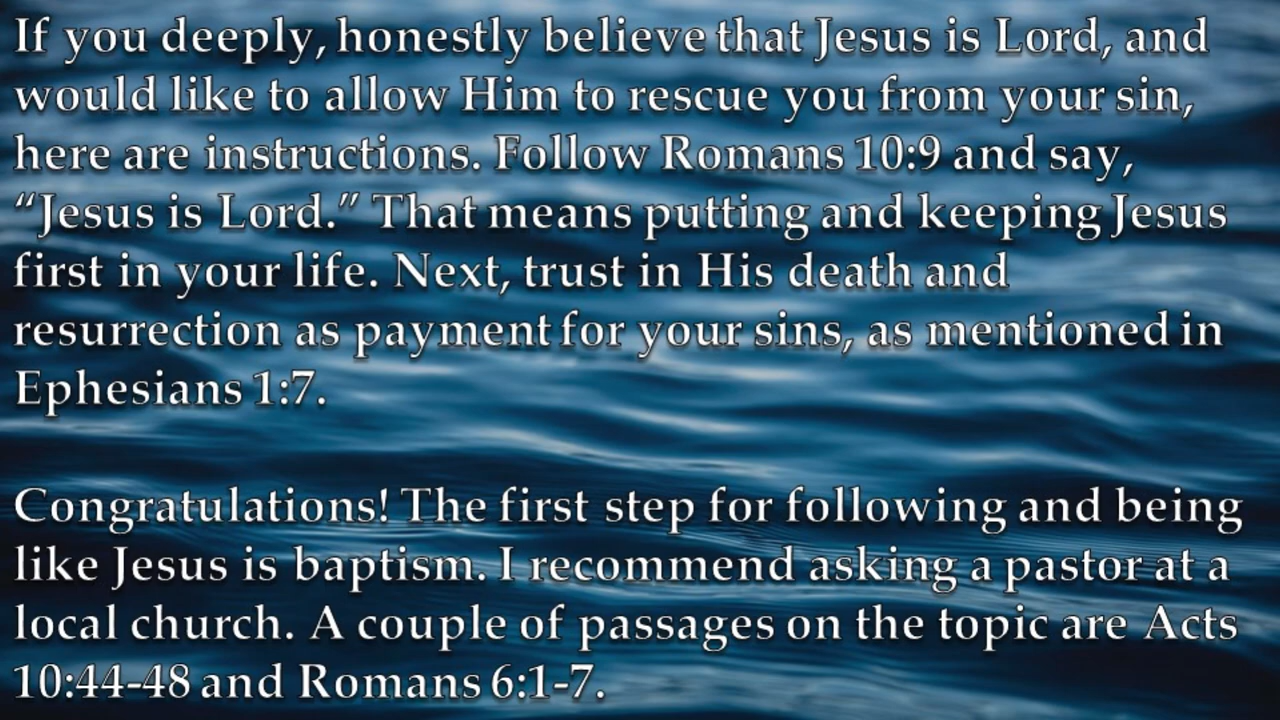 If you deeply, honestly believe that Jesus is Lord, and
would like to allow Him to rescue you from your sin,
here are instructions. Follow Romans 10:9 and say,
“Jesus is Lord.” That means putting and keeping Jesus
first in your life. Next, trust in His death and
resurrection as payment for your sins, as mentioned in
Ephesians 1:7.
Congratulations! The first step for following and being
like Jesus is baptism. I recommend asking a pastor at a
local church. A couple of passages on the topic are Acts
10:44-48 and Romans 6:1-7.